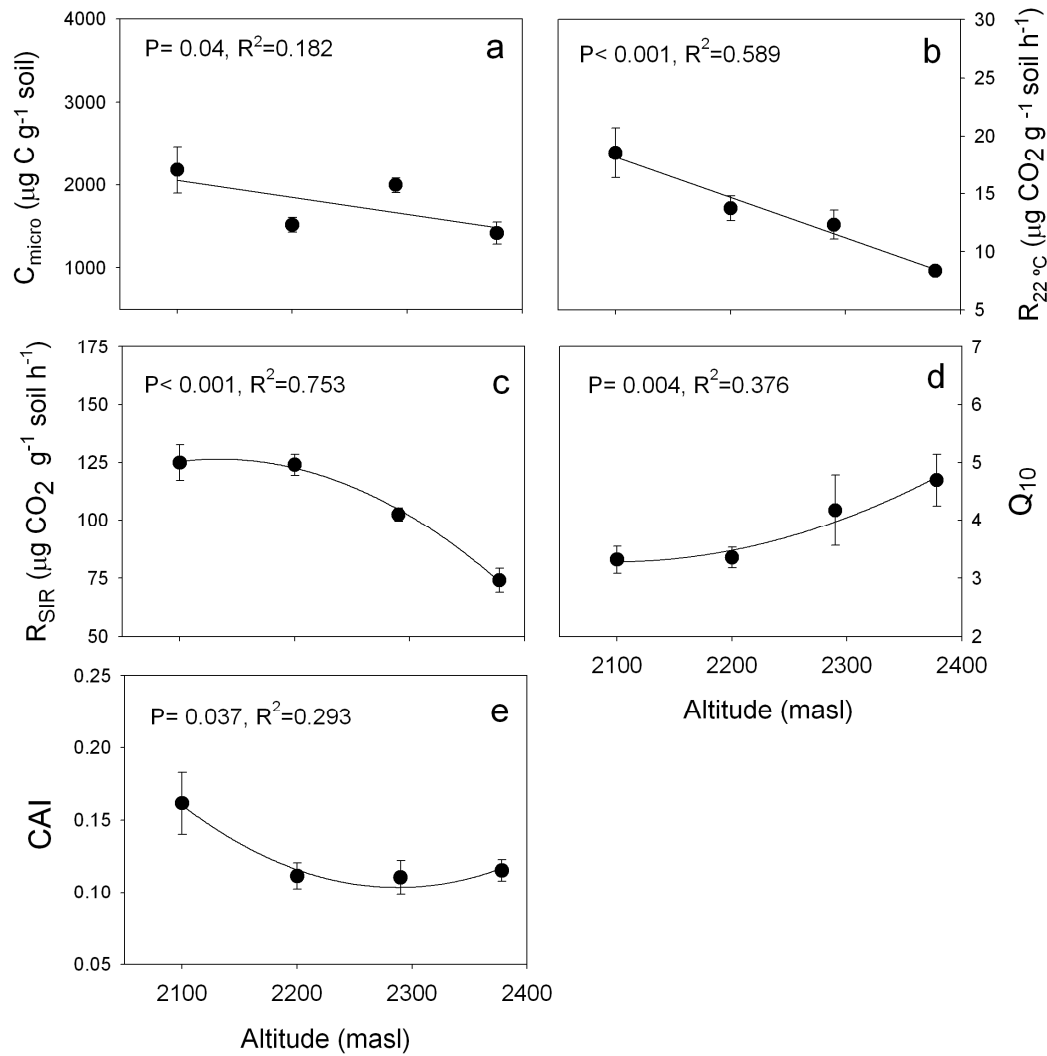 4000
3000
2000
1000
C_micro (µg C g⁻¹ soil)
P= 0.04, R²=0.182
a
P< 0.001, R²=0.589
b
30
25
20
15
10
5
R_22 ºC (µg CO₂ g ⁻¹ soil h⁻¹)
175
150
125
100
75
50
R_SIR (µg CO₂ g⁻¹ soil h⁻¹)
P< 0.001, R²=0.753
c
P= 0.004, R²=0.376
d
7
6
5
4
3
2
Q₁₀
2100 2200 2300 2400
Altitude (masl)
0.25
0.20
0.15
0.10
0.05
CAI
P= 0.037, R²=0.293
e
2100 2200 2300 2400
Altitude (masl)